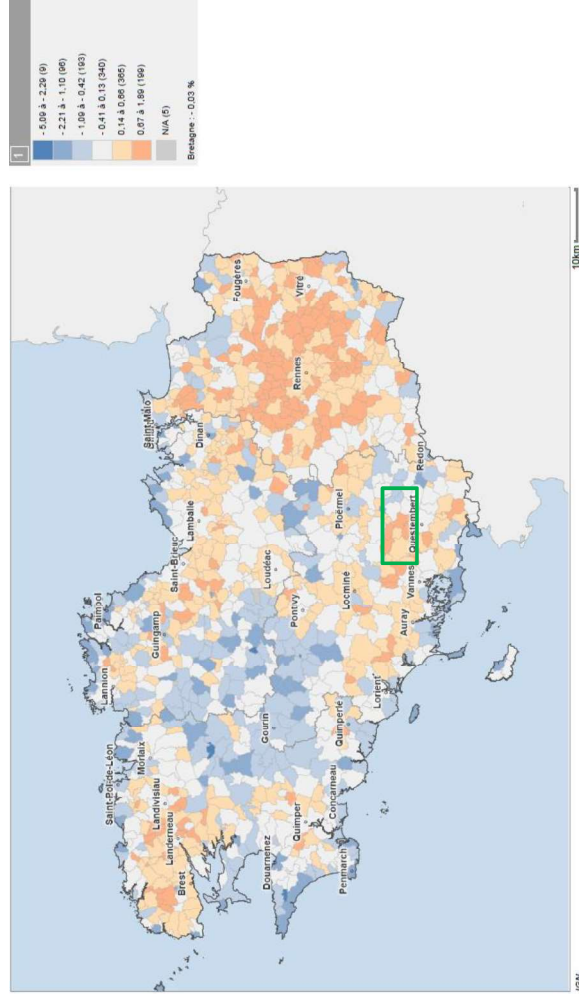 1
- 5,09 à - 2,29 (9)
- 2,21 à - 1,10 (96)
- 1,09 à - 0,42 (193)
- 0,41 à 0,13 (340)
0,14 à 0,66 (365)
0,67 à 1,89 (199)
N/A (5)
Bretagne : - 0,03 %
Lannion
Paimpol
Saint-Pol-de-Léon
Morlaix
Guingamp
Saint-Malo
Landivisiau
Landerneau
Saint-Brieuc
Lamballe
Dinan
Fougères
Brest
Loudéac
Vitré
Rennes
Gourin
Pontivy
Douarnenez
Quimper
Ploërmel
Locminé
Concarneau
Quimperlé
Penmarch
Lorient
Auray
Vannes
Questembert
Redon
10km